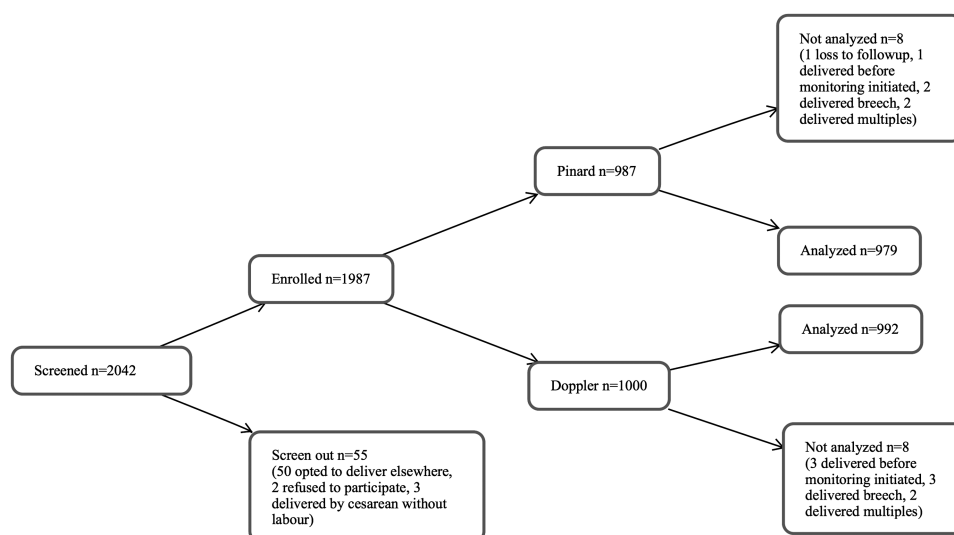 Not analyzed n=8
(1 loss to followup, 1
delivered before
monitoring initiated, 2
delivered breech, 2
delivered multiples)
Pinard n=987
Analyzed n=979
Enrolled n=1987
Analyzed n=992
Screened n=2042
Doppler n=1000
Screen out n=55
(50 opted to deliver elsewhere,
2 refused to participate, 3
delivered by cesarean without
labour)
Not analyzed n=8
(3 delivered before
monitoring initiated, 3
delivered breech, 2
delivered multiples)